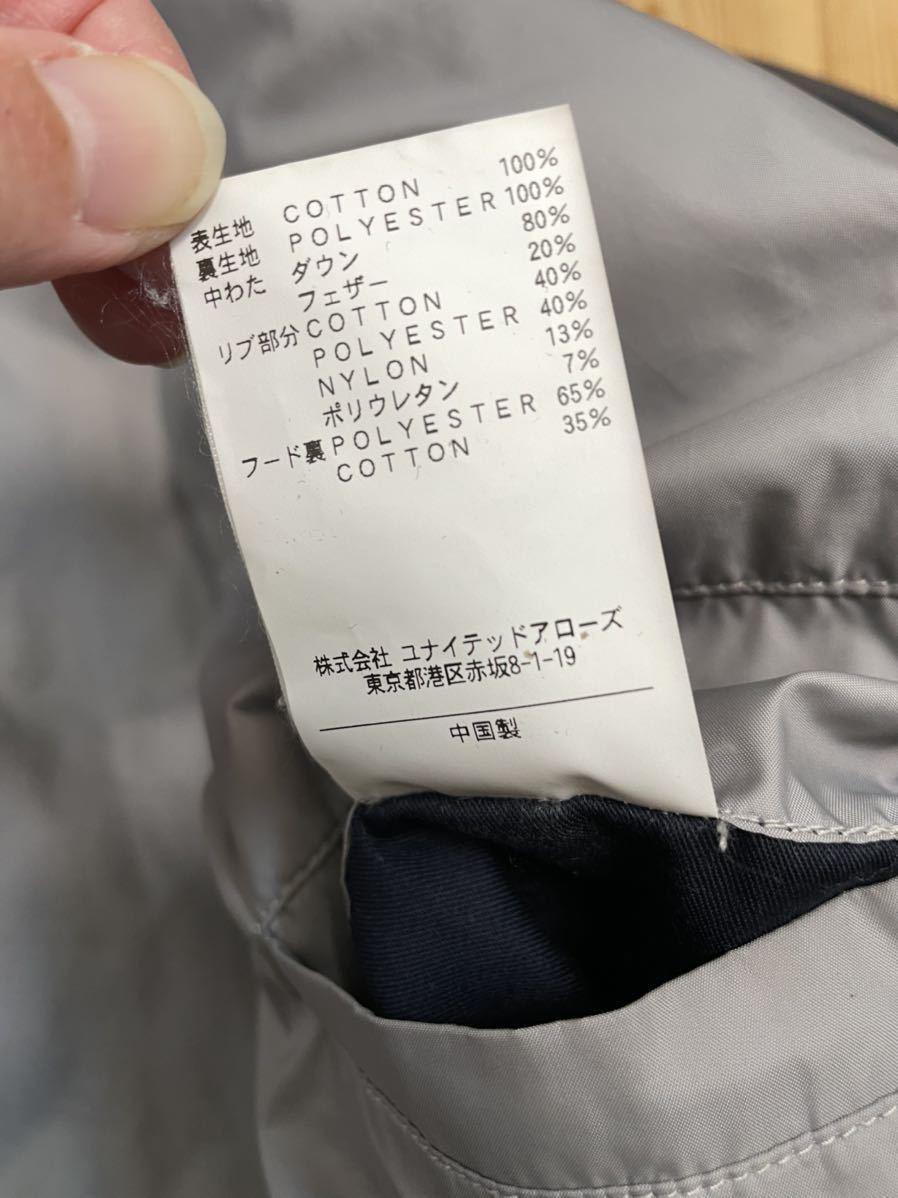 表生地 COTTON 100%
裏生地 POLYESTER 100%
中わた ダウン 80%
フェザー 20%
リブ部分 COTTON 40%
POLYESTER 40%
NYLON 13%
ポリウレタン 7%
フード裏 POLYESTER 65%
COTTON 35%
株式会社 ユナイテッドアローズ
東京都港区赤坂8-1-19
中国製